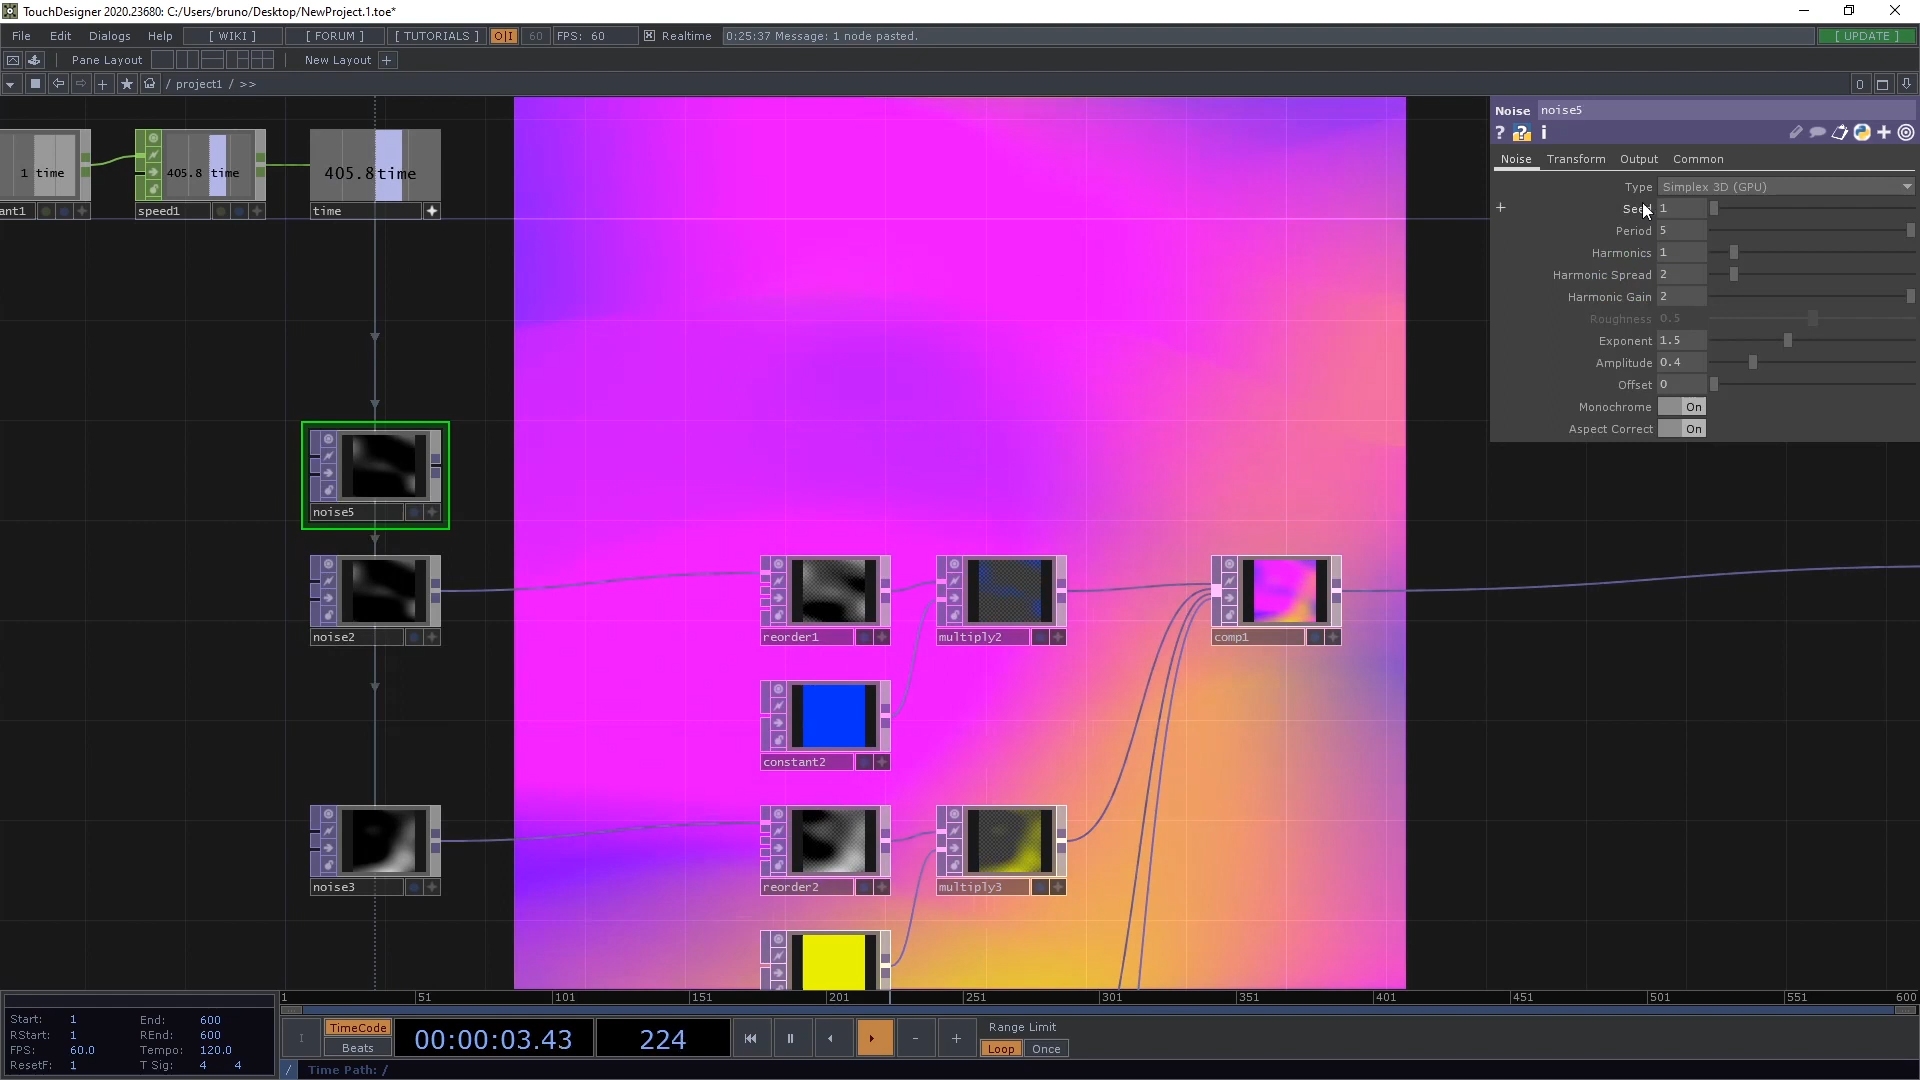 TouchDesigner 2020.23680: C:/Users/bruno/Desktop/NewProject.1.toe*
File Edit Dialogs Help [ WIKI ] [ FORUM ] [ TUTORIALS ] O|I 60 FPS: 60 Realtime 0:25:37 Message: 1 node pasted. [ UPDATE ]
Pane Layout New Layout +
/ project1 / >> 0
Noise noise5
? ? i
Noise Transform Output Common
Type Simplex 3D (GPU)
+ Seed 1
Period 5
Harmonics 1
Harmonic Spread 2
Harmonic Gain 2
Roughness 0.5
Exponent 1.5
Amplitude 0.4
Offset 0
Monochrome On
Aspect Correct On
1 time 405.8 time 405.8 time
ant1 speed1 time
noise5
noise2 reorder1 multiply2 comp1
constant2
noise3 reorder2 multiply3
1 51 101 151 201 251 301 351 401 451 501 551 600
Start: 1 End: 600
RStart: 1 REnd: 600
FPS: 60.0 Tempo: 120.0
ResetF: 1 T Sig: 4 4
I TimeCode Beats 00:00:03.43 224 - + Range Limit
Loop Once
/ Time Path: /